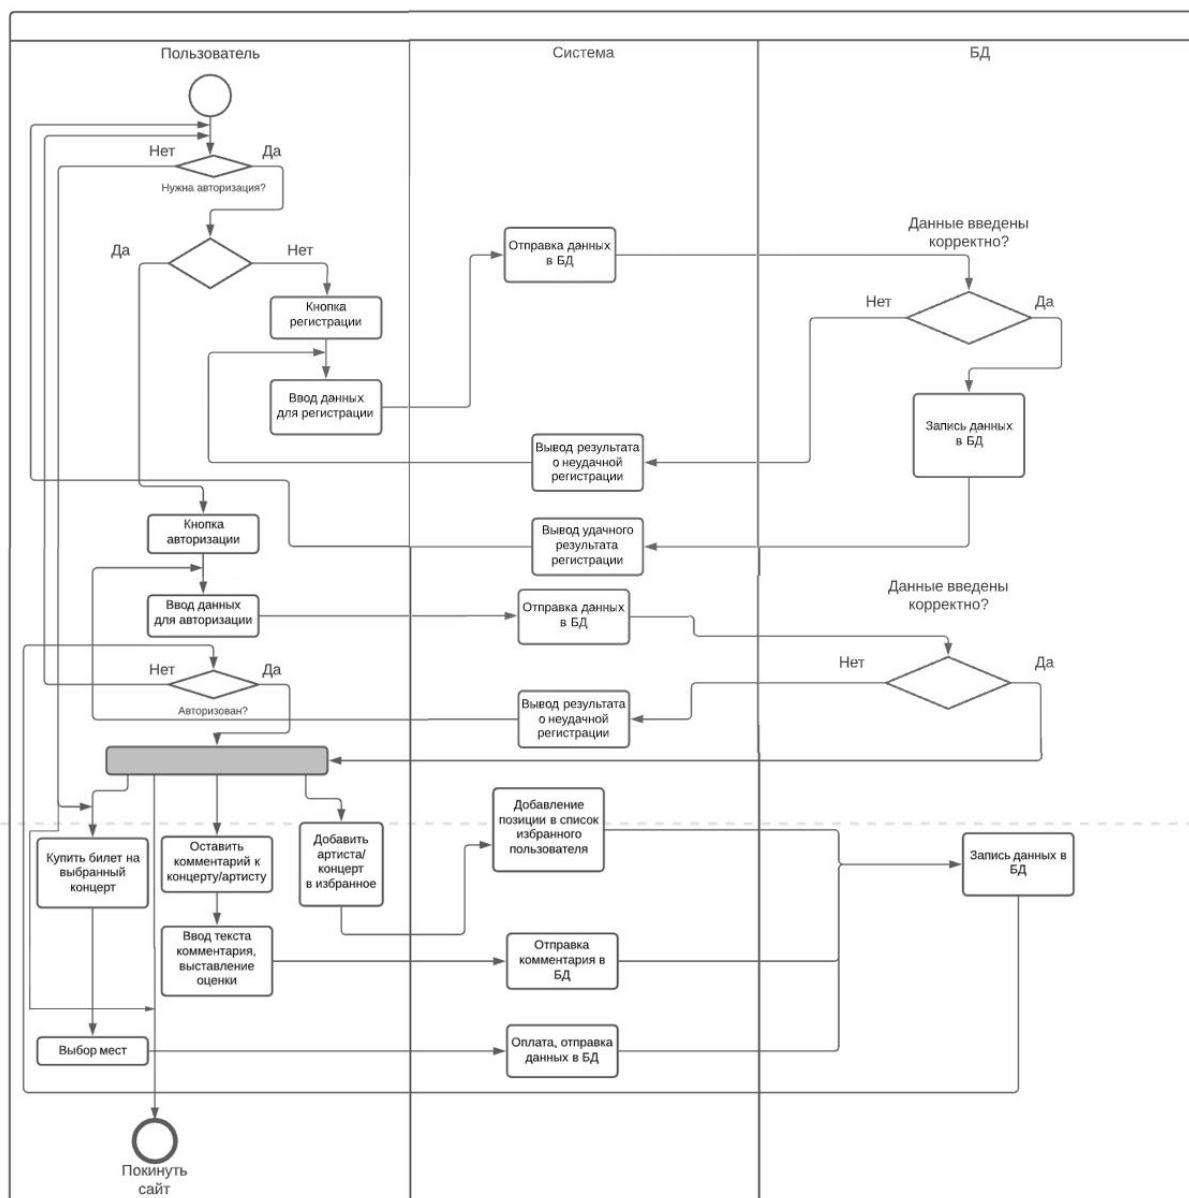 Пользователь
Система
БД
Нет
Да
Нужна авторизация?
Да
Нет
Кнопка
регистрации
Ввод данных
для регистрации
Отправка данных
в БД
Данные введены
корректно?
Нет
Да
Запись данных
в БД
Вывод результата
о неудачной
регистрации
Вывод удачного
результата
регистрации
Кнопка
авторизации
Ввод данных
для авторизации
Отправка данных
в БД
Данные введены
корректно?
Нет
Да
Нет
Да
Авторизован?
Вывод результата
о неудачной
регистрации
Купить билет на
выбранный
концерт
Оставить
комментарий к
концерту/артисту
Добавить
артиста/
концерт
в избранное
Добавление
позиции в список
избранного
пользователя
Запись данных в
БД
Ввод текста
комментария,
выставление
оценки
Отправка
комментария в
БД
Выбор мест
Оплата, отправка
данных в БД
Покинуть
сайт